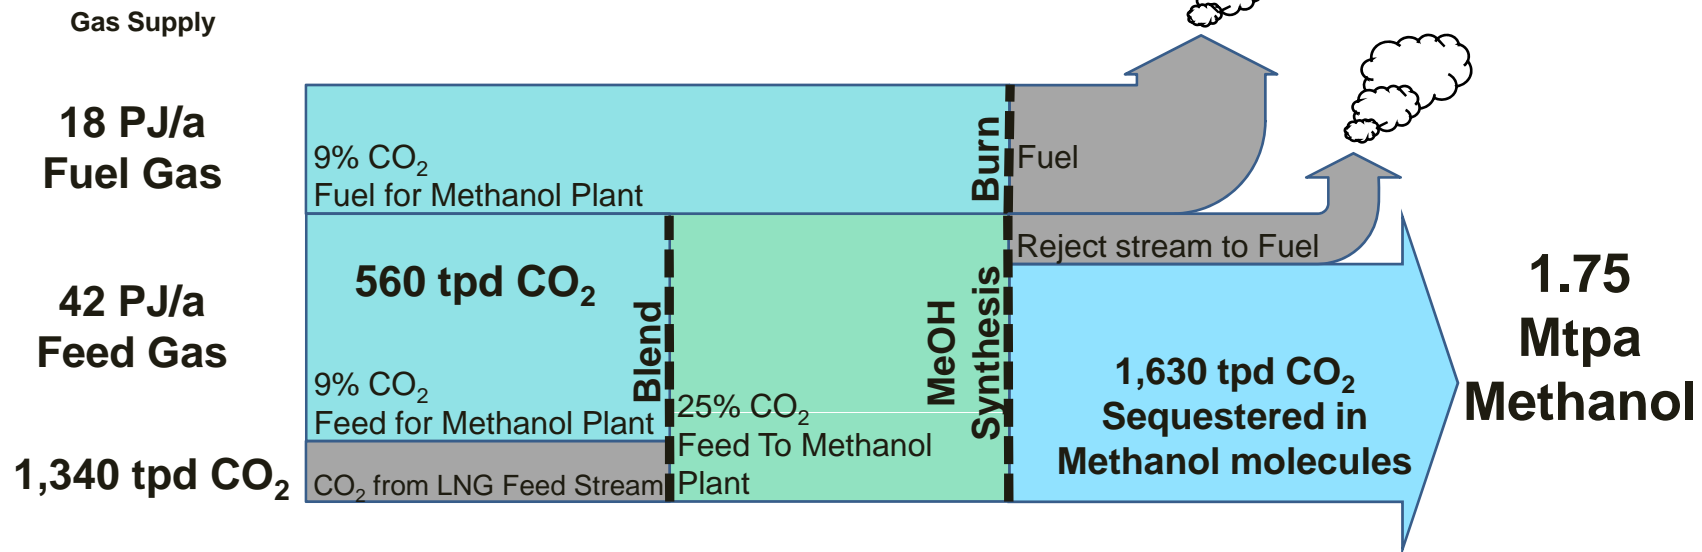 Gas Supply
18 PJ/a
Fuel Gas
9% CO₂
Fuel for Methanol Plant
Burn
Fuel
42 PJ/a
Feed Gas
560 tpd CO₂
9% CO₂
Feed for Methanol Plant
Blend
1,340 tpd CO₂
CO₂ from LNG Feed Stream
25% CO₂
Feed To Methanol
Plant
MeOH
Synthesis
Reject stream to Fuel
1,630 tpd CO₂
Sequestered in
Methanol molecules
1.75
Mtpa
Methanol